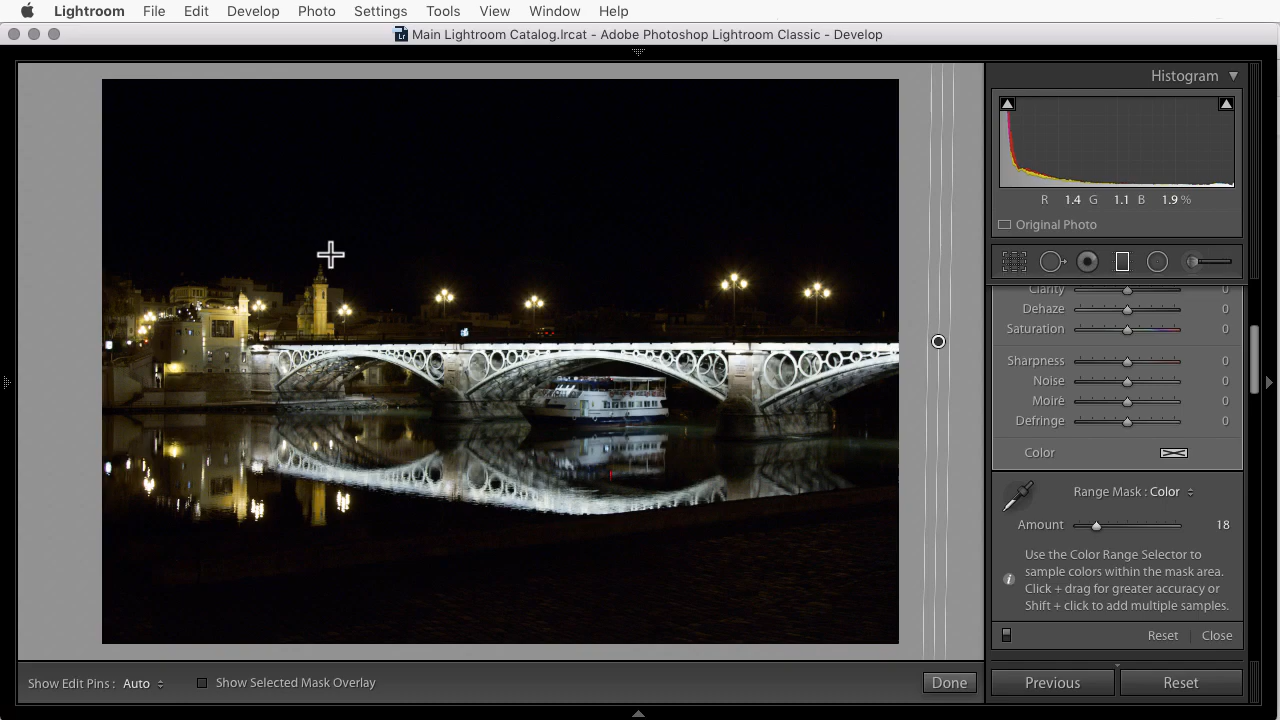 Lightroom File Edit Develop Photo Settings Tools View Window Help
Lr Main Lightroom Catalog.lrcat - Adobe Photoshop Lightroom Classic - Develop
Histogram
R 1.4 G 1.1 B 1.9 %
Original Photo
Clarity 0
Dehaze 0
Saturation 0
Sharpness 0
Noise 0
Moiré 0
Defringe 0
Color
Range Mask : Color
Amount 18
Use the Color Range Selector to
sample colors within the mask area.
Click + drag for greater accuracy or
Shift + click to add multiple samples.
Reset Close
Show Edit Pins : Auto Show Selected Mask Overlay Done Previous Reset